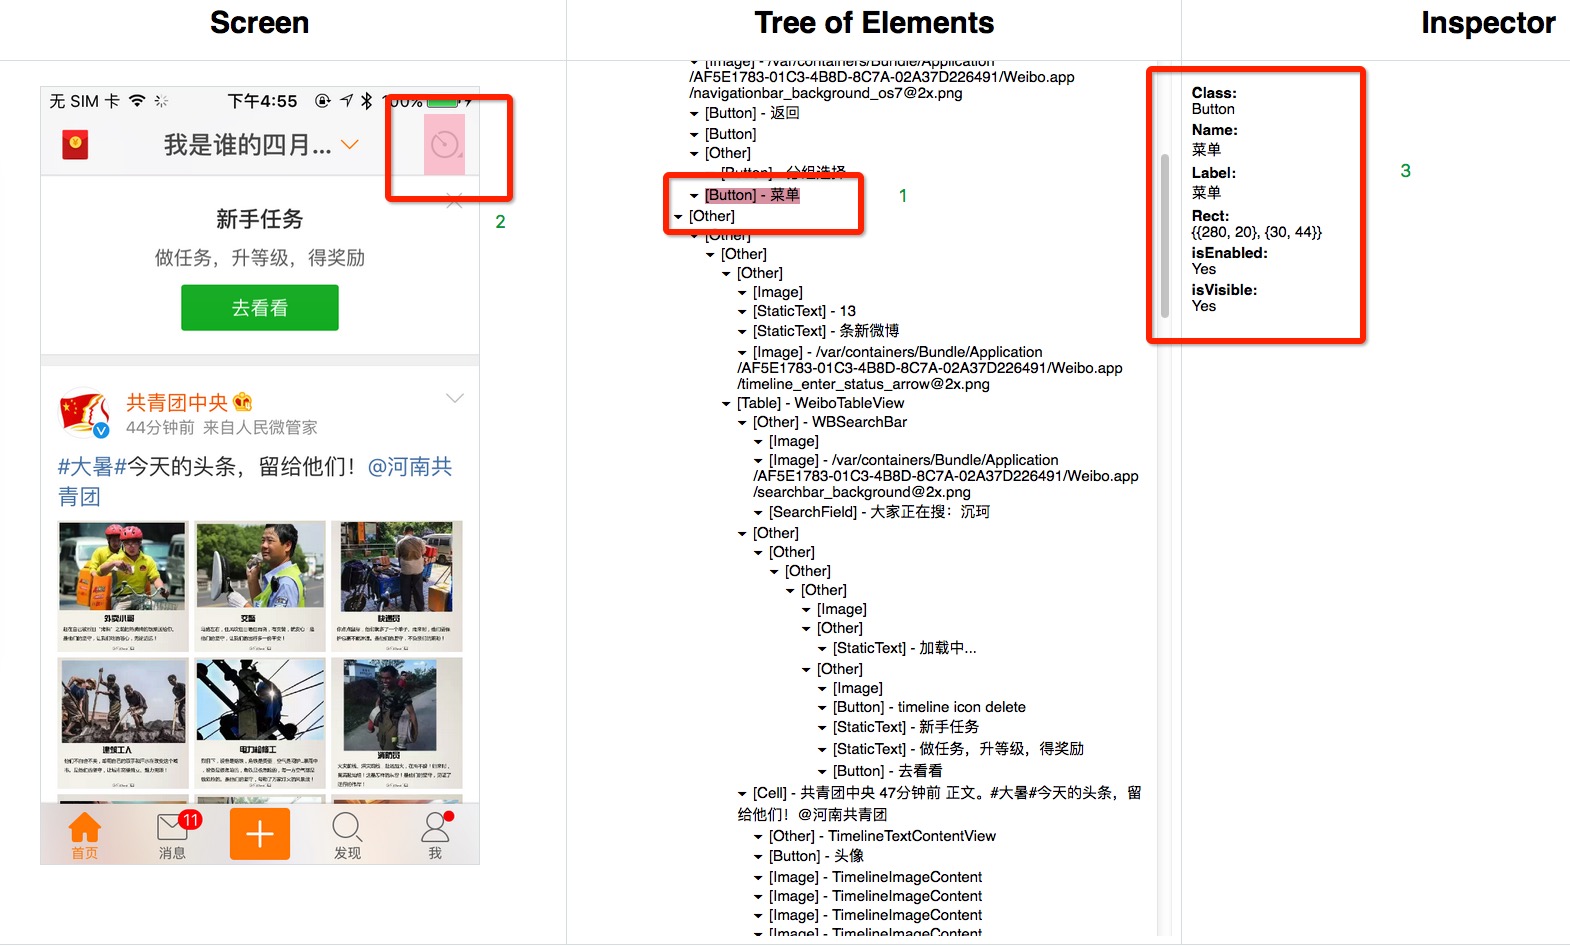 Screen
Tree of Elements
Inspector
无 SIM 卡
下午4:55
100%
我是谁的四月...
2
新手任务
做任务，升等级，得奖励
去看看
共青团中央
44分钟前 来自人民微管家
#大暑#今天的头条，留给他们！@河南共
青团
外卖小哥
交警
快递员
建筑工人
电力检修工
消防员
11
首页
消息
发现
我
[Image] - /var/containers/Bundle/Application
/AF5E1783-01C3-4B8D-8C7A-02A37D226491/Weibo.app
/navigationbar_background_os7@2x.png
[Button] - 返回
[Button]
[Other]
[Button] - 分组选择
[Button] - 菜单
1
[Other]
[Other]
[Other]
[Other]
[Image]
[StaticText] - 13
[StaticText] - 条新微博
[Image] - /var/containers/Bundle/Application
/AF5E1783-01C3-4B8D-8C7A-02A37D226491/Weibo.app
/timeline_enter_status_arrow@2x.png
[Table] - WeiboTableView
[Other] - WBSearchBar
[Image]
[Image] - /var/containers/Bundle/Application
/AF5E1783-01C3-4B8D-8C7A-02A37D226491/Weibo.app
/searchbar_background@2x.png
[SearchField] - 大家正在搜：沉珂
[Other]
[Other]
[Other]
[Other]
[Image]
[Other]
[StaticText] - 加载中...
[Other]
[Image]
[Button] - timeline icon delete
[StaticText] - 新手任务
[StaticText] - 做任务，升等级，得奖励
[Button] - 去看看
[Cell] - 共青团中央 47分钟前 正文。#大暑#今天的头条，留
给他们！@河南共青团
[Other] - TimelineTextContentView
[Button] - 头像
[Image] - TimelineImageContent
[Image] - TimelineImageContent
[Image] - TimelineImageContent
[Image] - TimelineImageContent
Class:
Button
Name:
菜单
Label:
菜单
Rect:
{{280, 20}, {30, 44}}
isEnabled:
Yes
isVisible:
Yes
3